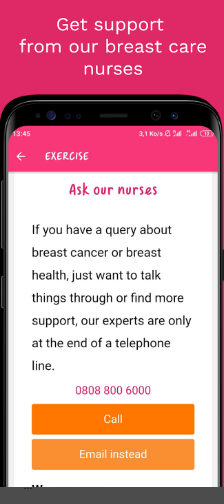 Get support
from our breast care
nurses
13:45
3,1 Ko/s
EXERCISE
Ask our nurses
If you have a query about
breast cancer or breast
health, just want to talk
things through or find more
support, our experts are only
at the end of a telephone
line.
0808 800 6000
Call
Email instead